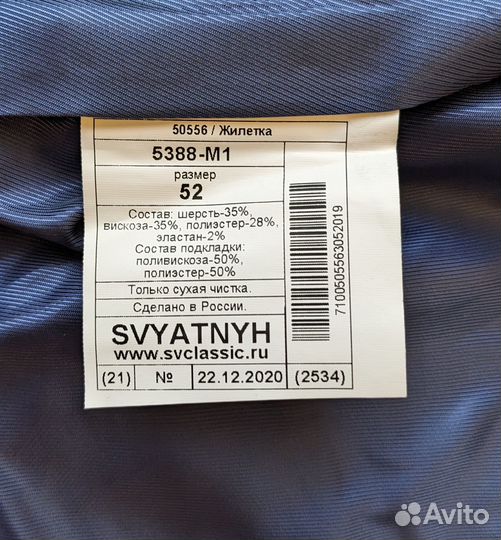 50556 / Жилетка
5388-М1
размер
52
Состав: шерсть-35%,
вискоза-35%, полиэстер-28%,
эластан-2%
Состав подкладки:
поливискоза-50%,
полиэстер-50%
Только сухая чистка.
Сделано в России.
SVYATNYH
www.svclassic.ru
(21) № 22.12.2020 (2534)
7100505563052019
Avito